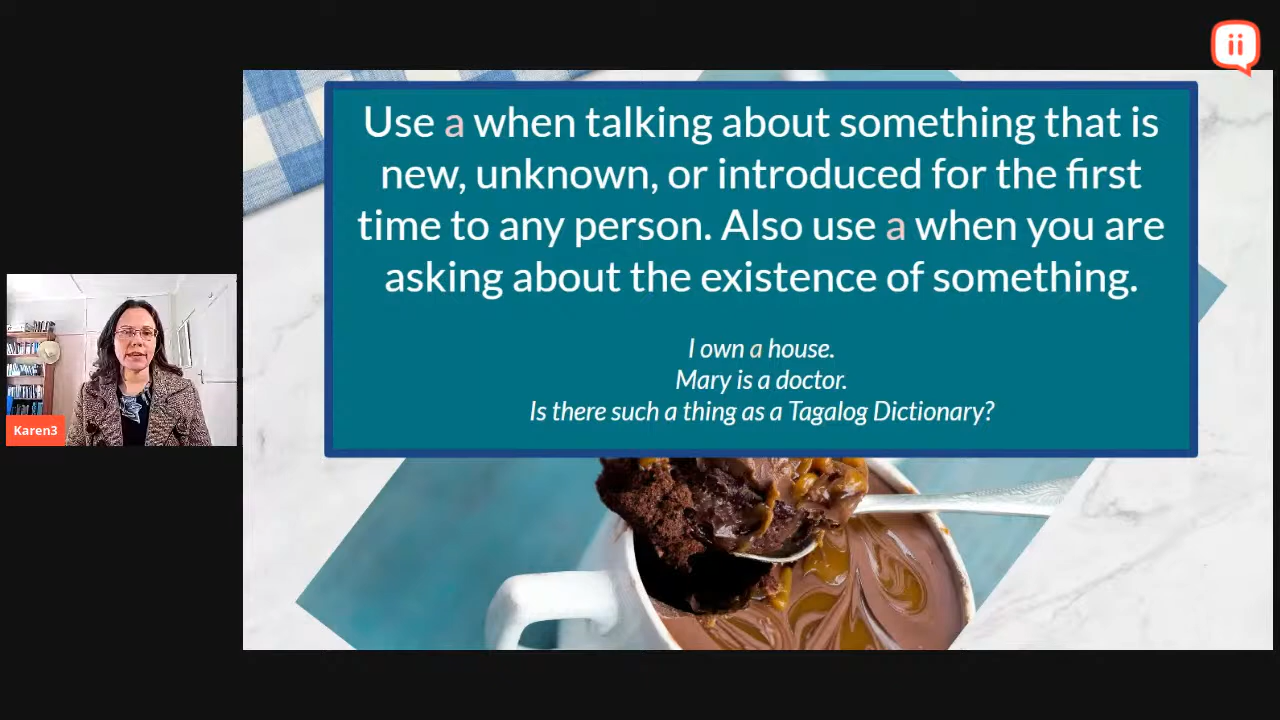 Use a when talking about something that is
new, unknown, or introduced for the first
time to any person. Also use a when you are
asking about the existence of something.
I own a house.
Mary is a doctor.
Is there such a thing as a Tagalog Dictionary?
Karen3